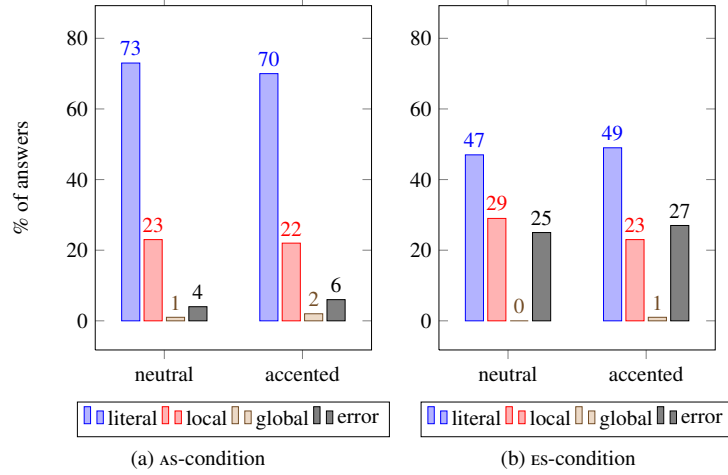 % of answers
80
60
40
20
0
73
23
1
4
70
22
2
6
neutral
accented
literal local global error
(a) AS-condition
80
60
40
20
0
47
29
0
25
49
23
1
27
neutral
accented
literal local global error
(b) ES-condition